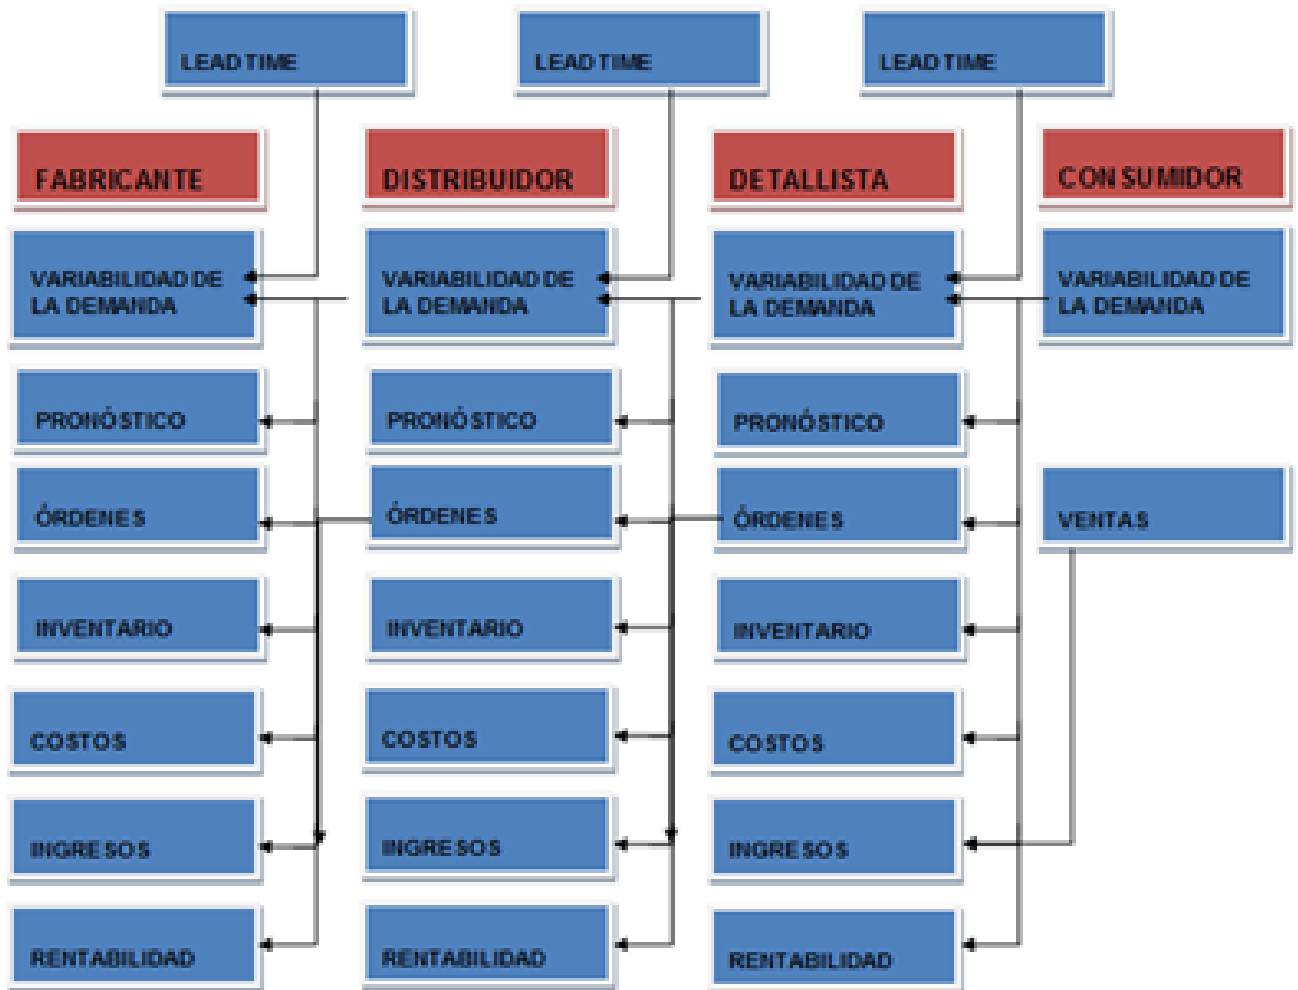 LEAD TIME
LEAD TIME
LEAD TIME
FABRICANTE
DISTRIBUIDOR
DETALLISTA
CONSUMIDOR
VARIABILIDAD DE
LA DEMANDA
VARIABILIDAD DE
LA DEMANDA
VARIABILIDAD DE
LA DEMANDA
VARIABILIDAD DE
LA DEMANDA
PRONÓSTICO
PRONÓSTICO
PRONÓSTICO
ÓRDENES
ÓRDENES
ÓRDENES
VENTAS
INVENTARIO
INVENTARIO
INVENTARIO
COSTOS
COSTOS
COSTOS
INGRESOS
INGRESOS
INGRESOS
RENTABILIDAD
RENTABILIDAD
RENTABILIDAD